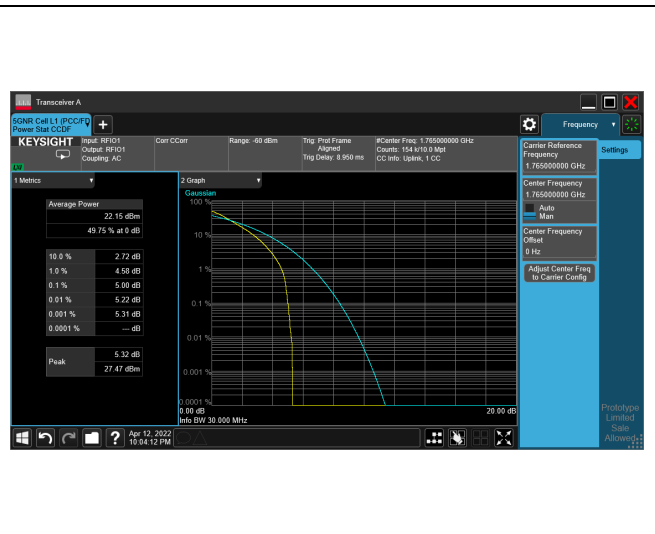 Transceiver A
5GNR Cell L1 (PCC/FD
Power Stat CCDF
+
Frequency
KEYSIGHT
LXI
Input: RFIO1
Output: RFIO1
Coupling: AC
Corr CCorr
Range: -60 dBm
Trig: Prot Frame
Aligned
Trig Delay: 8.950 ms
#Center Freq: 1.765000000 GHz
Counts: 154 k/10.0 Mpt
CC Info: Uplink, 1 CC
1 Metrics
Average Power
22.15 dBm
49.75 % at 0 dB
10.0 % 2.72 dB
1.0 % 4.58 dB
0.1 % 5.00 dB
0.01 % 5.22 dB
0.001 % 5.31 dB
0.0001 % --- dB
Peak
5.32 dB
27.47 dBm
2 Graph
Gaussian
100 %
10 %
1 %
0.1 %
0.01 %
0.001 %
0.0001 %
0.00 dB
20.00 dB
Info BW 30.000 MHz
Carrier Reference
Frequency
1.765000000 GHz
Center Frequency
1.765000000 GHz
Auto
Man
Center Frequency
Offset
0 Hz
Adjust Center Freq
to Carrier Config
Settings
Prototype
Limited
Sale
Allowed
?
Apr 12, 2022
10:04:12 PM